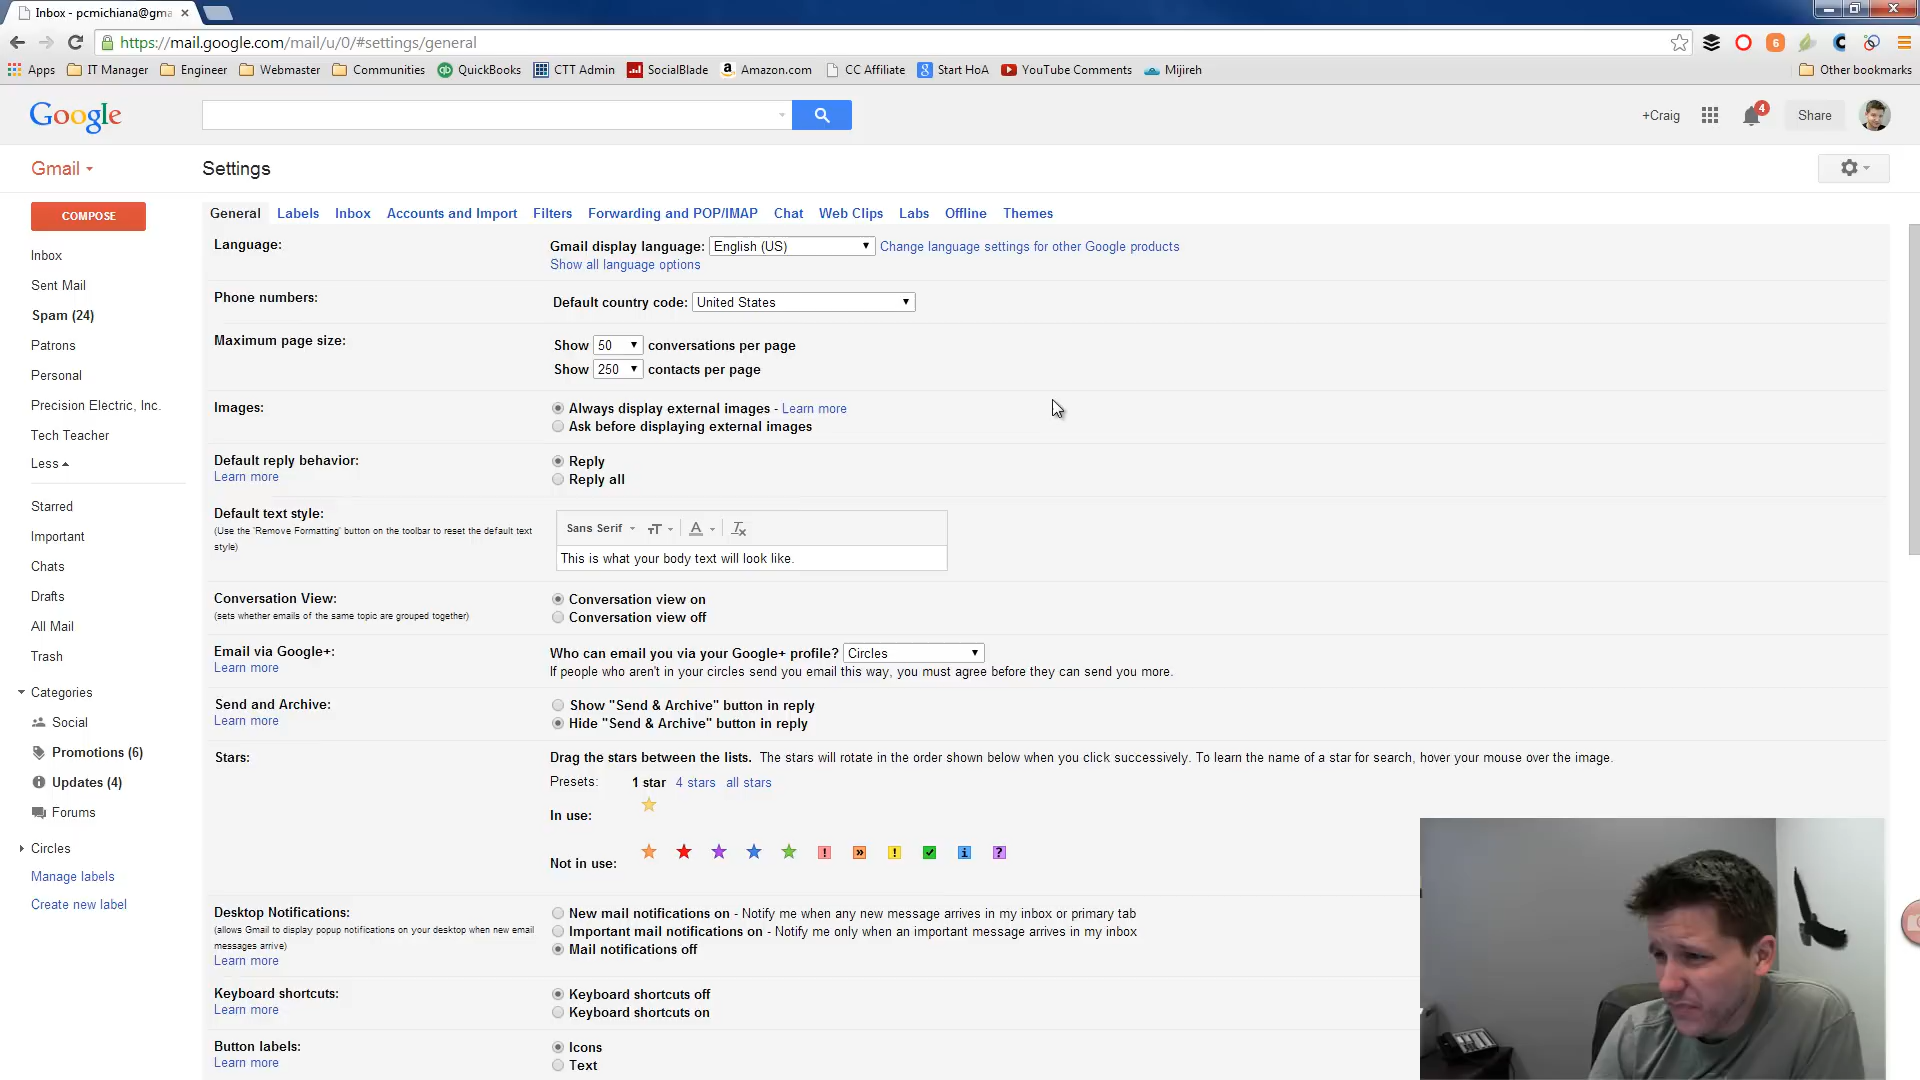 Inbox - pcmichiana@gma
https://mail.google.com/mail/u/0/#settings/general
Apps IT Manager Engineer Webmaster Communities QuickBooks CTT Admin SocialBlade Amazon.com CC Affiliate Start HoA YouTube Comments Mijireh Other bookmarks
Google
+Craig 4 Share
Gmail
Settings
COMPOSE
General Labels Inbox Accounts and Import Filters Forwarding and POP/IMAP Chat Web Clips Labs Offline Themes
Inbox
Sent Mail
Spam (24)
Patrons
Personal
Precision Electric, Inc.
Tech Teacher
Less
Starred
Important
Chats
Drafts
All Mail
Trash
Categories
Social
Promotions (6)
Updates (4)
Forums
Circles
Manage labels
Create new label
Language:
Gmail display language: English (US) Change language settings for other Google products
Show all language options
Phone numbers:
Default country code: United States
Maximum page size:
Show 50 conversations per page
Show 250 contacts per page
Images:
Always display external images - Learn more
Ask before displaying external images
Default reply behavior:
Learn more
Reply
Reply all
Default text style:
(Use the 'Remove Formatting' button on the toolbar to reset the default text
style)
Sans Serif
This is what your body text will look like.
Conversation View:
(sets whether emails of the same topic are grouped together)
Conversation view on
Conversation view off
Email via Google+:
Learn more
Who can email you via your Google+ profile? Circles
If people who aren't in your circles send you email this way, you must agree before they can send you more.
Send and Archive:
Learn more
Show "Send & Archive" button in reply
Hide "Send & Archive" button in reply
Stars:
Drag the stars between the lists. The stars will rotate in the order shown below when you click successively. To learn the name of a star for search, hover your mouse over the image.
Presets: 1 star 4 stars all stars
In use:
Not in use: ! » ! i ?
Desktop Notifications:
(allows Gmail to display popup notifications on your desktop when new email
messages arrive)
Learn more
New mail notifications on - Notify me when any new message arrives in my inbox or primary tab
Important mail notifications on - Notify me only when an important message arrives in my inbox
Mail notifications off
Keyboard shortcuts:
Learn more
Keyboard shortcuts off
Keyboard shortcuts on
Button labels:
Learn more
Icons
Text